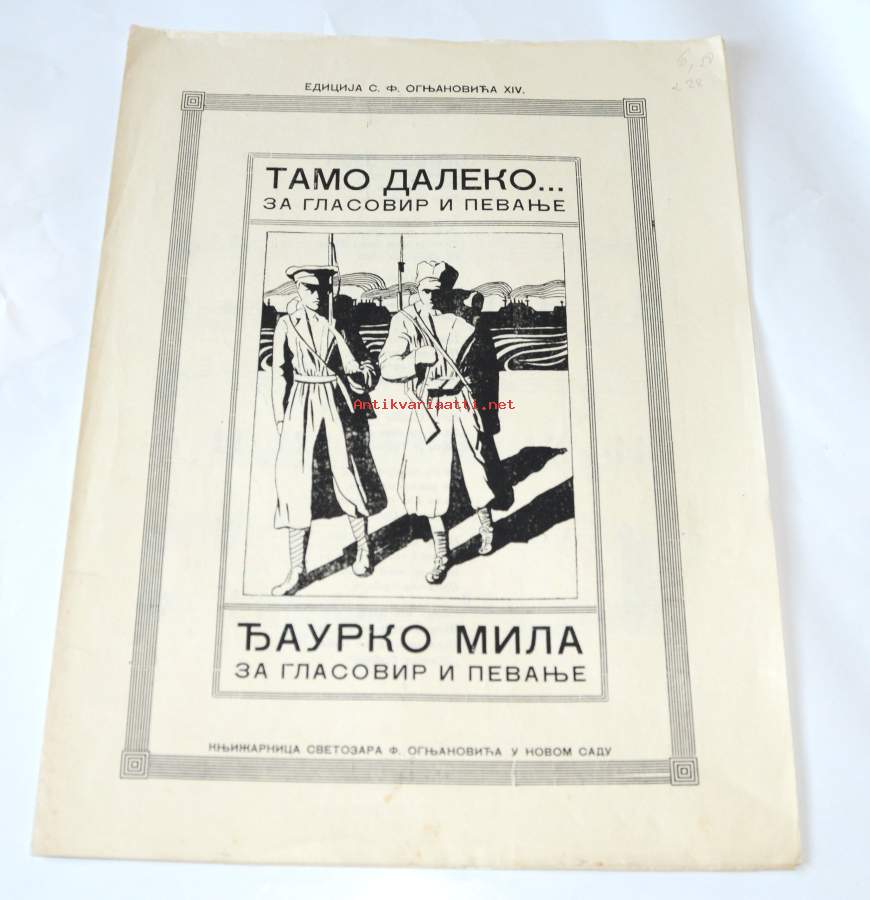 ЕДИЦИЈА С. Ф. ОГЊАНОВИЋА XIV.
ТАМО ДАЛЕКО...
ЗА ГЛАСОВИР И ПЕВАЊЕ
Antikvariaatti.net
ЂАУРКО МИЛА
ЗА ГЛАСОВИР И ПЕВАЊЕ
КЊИЖАРНИЦА СВЕТОЗАРА Ф. ОГЊАНОВИЋА У НОВОМ САДУ